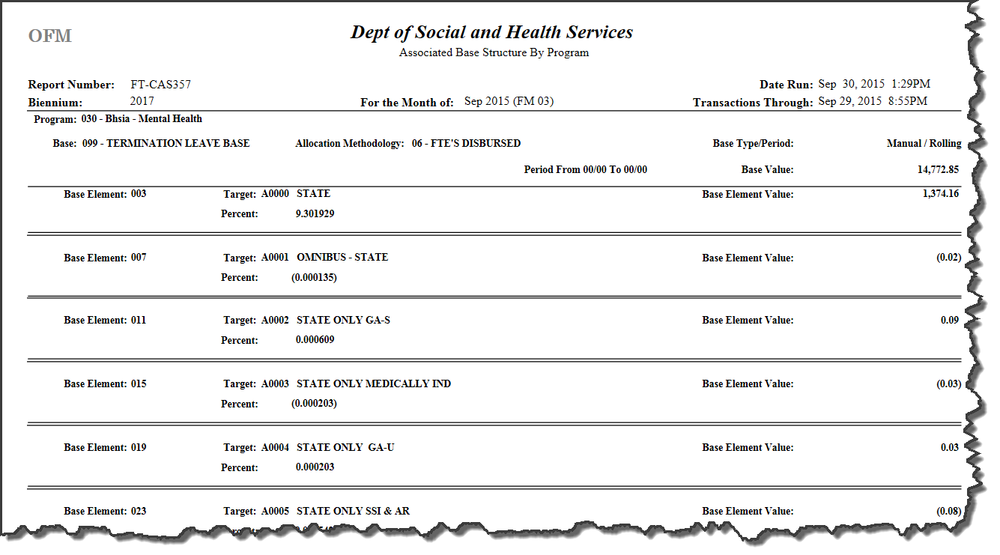 OFM
Dept of Social and Health Services
Associated Base Structure By Program
Report Number: FT-CAS357 Date Run: Sep 30, 2015 1:29PM
Biennium: 2017 For the Month of: Sep 2015 (FM 03) Transactions Through: Sep 29, 2015 8:55PM
Program: 030 - Bhsia - Mental Health
Base: 099 - TERMINATION LEAVE BASE Allocation Methodology: 06 - FTE'S DISBURSED Base Type/Period: Manual / Rolling
Period From 00/00 To 00/00 Base Value: 14,772.85
Base Element: 003 Target: A0000 STATE Base Element Value: 1,374.16
Percent: 9.301929
Base Element: 007 Target: A0001 OMNIBUS - STATE Base Element Value: (0.02)
Percent: (0.000135)
Base Element: 011 Target: A0002 STATE ONLY GA-S Base Element Value: 0.09
Percent: 0.000609
Base Element: 015 Target: A0003 STATE ONLY MEDICALLY IND Base Element Value: (0.03)
Percent: (0.000203)
Base Element: 019 Target: A0004 STATE ONLY GA-U Base Element Value: 0.03
Percent: 0.000203
Base Element: 023 Target: A0005 STATE ONLY SSI & AR Base Element Value: (0.08)